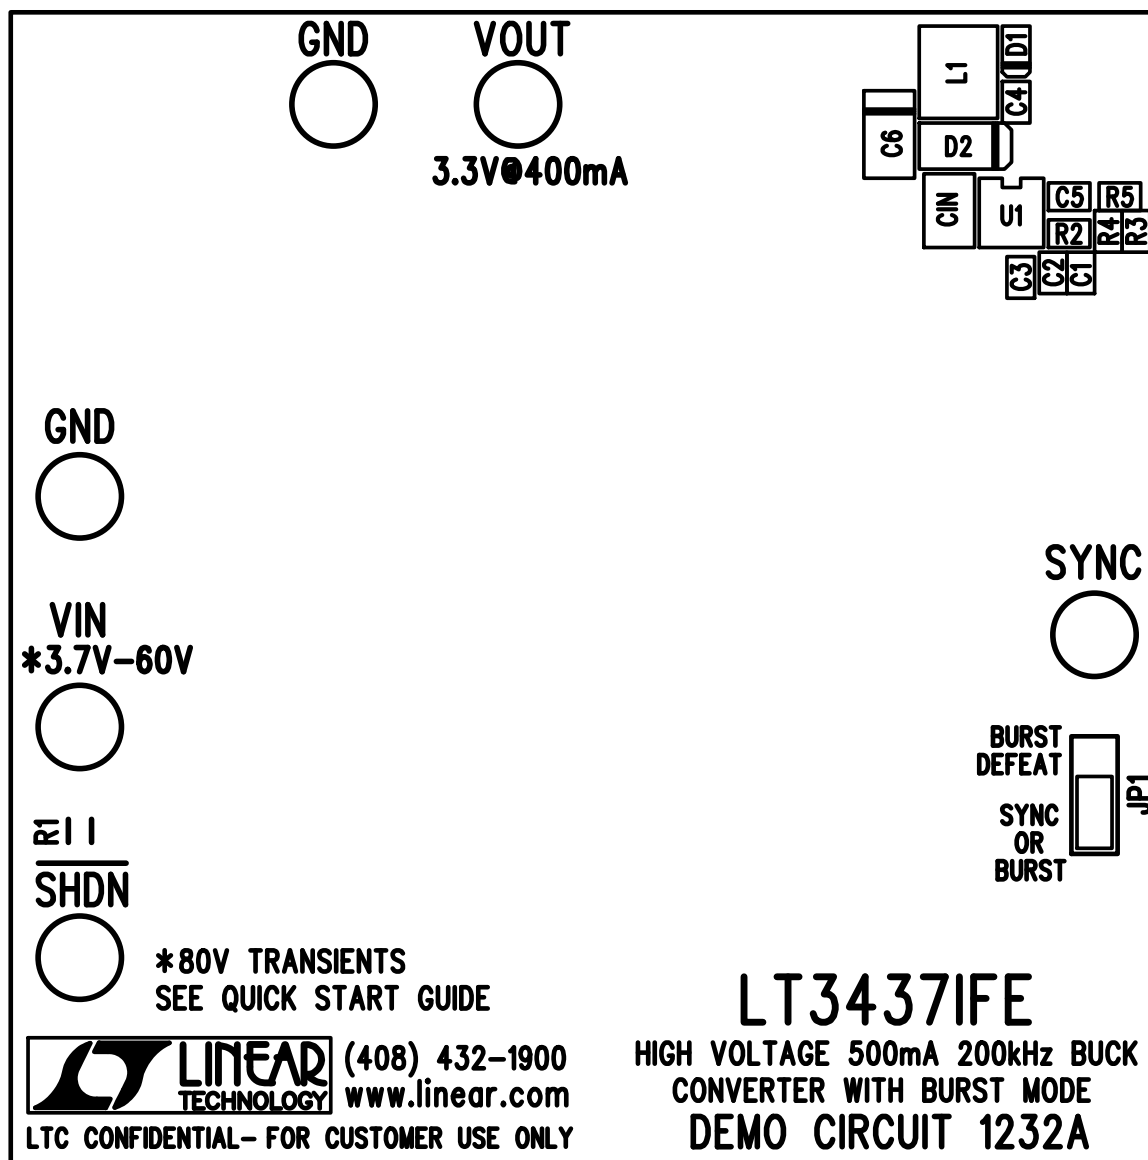 GND
VOUT
3.3V@400mA
L1
D1
C4
C6
D2
CIN
U1
C5
R5
R2
R4
R3
C3
C2
C1
GND
SYNC
VIN
*3.7V-60V
BURST
DEFEAT
SYNC
OR
BURST
JP1
R1
SHDN
*80V TRANSIENTS
SEE QUICK START GUIDE
LINEAR
TECHNOLOGY
(408) 432-1900
www.linear.com
LTC CONFIDENTIAL- FOR CUSTOMER USE ONLY
LT3437IFE
HIGH VOLTAGE 500mA 200kHz BUCK
CONVERTER WITH BURST MODE
DEMO CIRCUIT 1232A